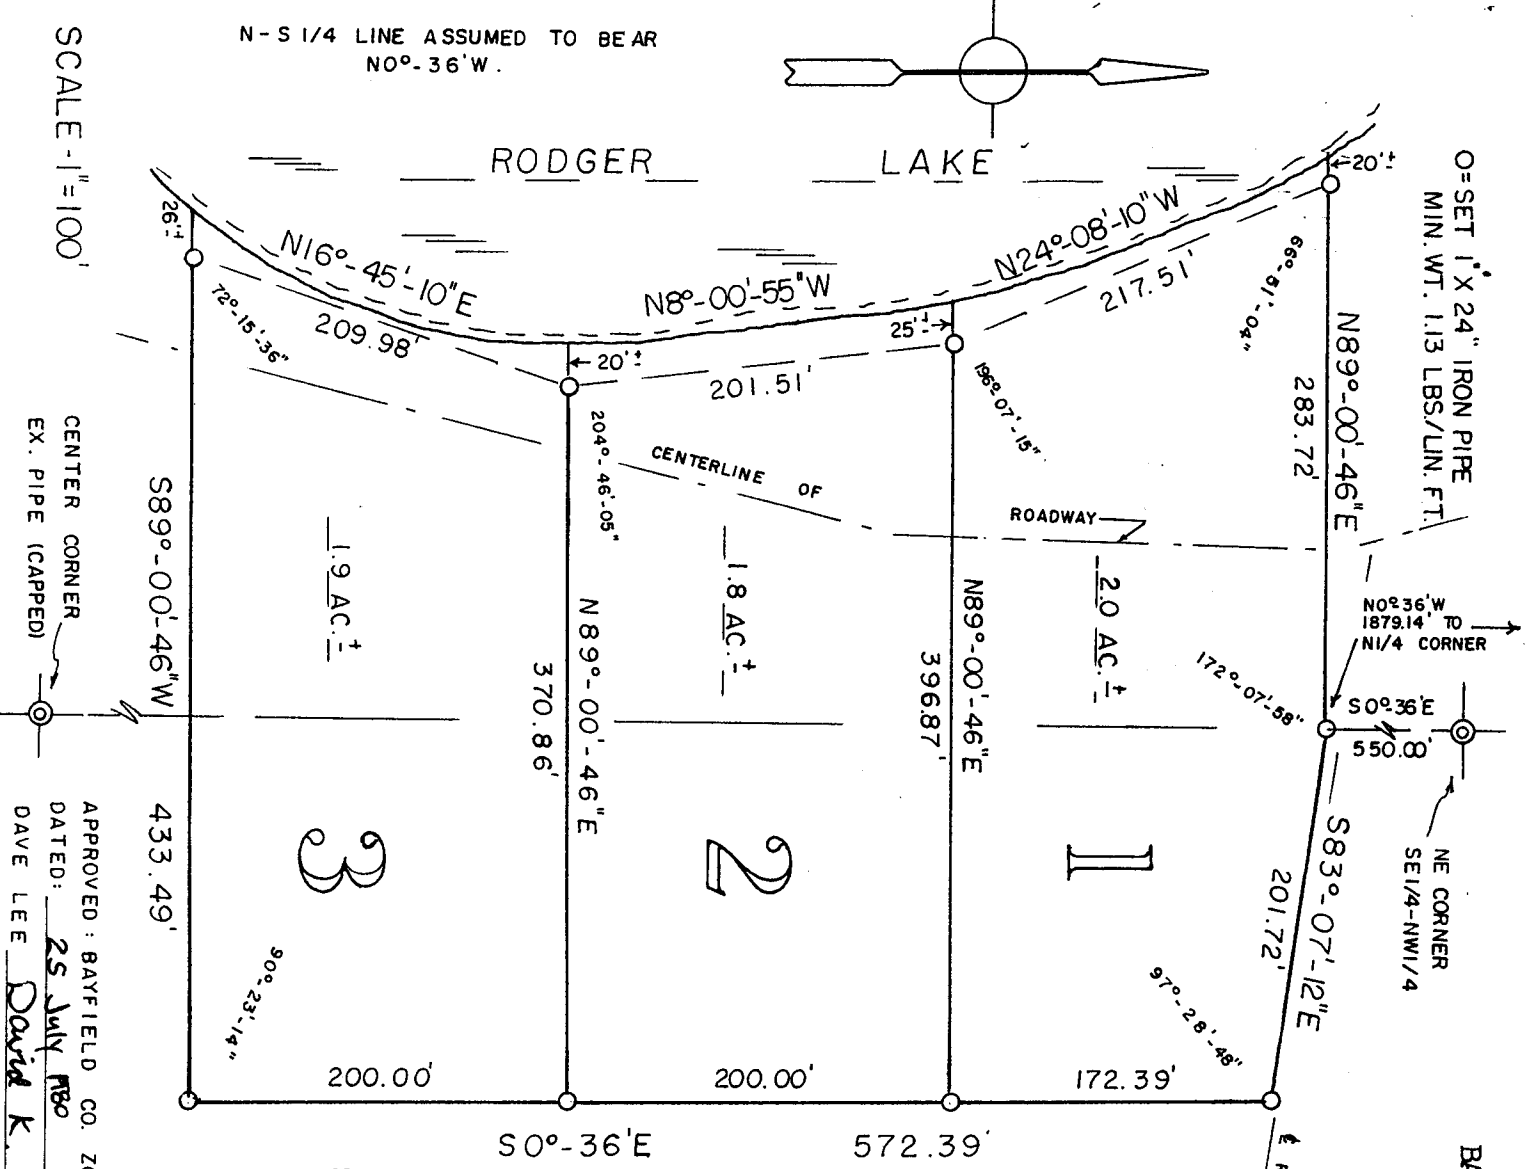 N-S 1/4 LINE ASSUMED TO BEAR
N0°-36'W.
SCALE-1"=100'
RODGER LAKE
O=SET 1" X 24" IRON PIPE
MIN. WT. 1.13 LBS./LIN. FT.
20'±
26'±
N16°-45'-10"E
209.98'
72°-15'-36"
N8°-00'-55"W
201.51'
20'±
25'±
N24°-08'-10"W
217.51'
66°-51'-04"
196°07'-15"
204°-46'-05"
N89°-00'-46"E
283.72'
CENTERLINE OF
ROADWAY
CENTER CORNER
EX. PIPE (CAPPED)
S89°-00'-46"W
433.49'
1.9 AC.±
1.8 AC.±
2.0 AC.±
N89°-00'-46"E
370.86'
N89°-00'-46"E
396.87'
N0°36'W
1879.14' TO
N1/4 CORNER
172°-07'-58"
S0°-36'E
550.00'
NE CORNER
SE1/4-NW1/4
S83°-07'-12"E
201.72'
3
2
1
90°-23'-14"
97°-28'-48"
200.00'
200.00'
172.39'
S0°-36'E 572.39'
APPROVED: BAYFIELD CO.
DATED: 25 July 1980
DAVE LEE David K.